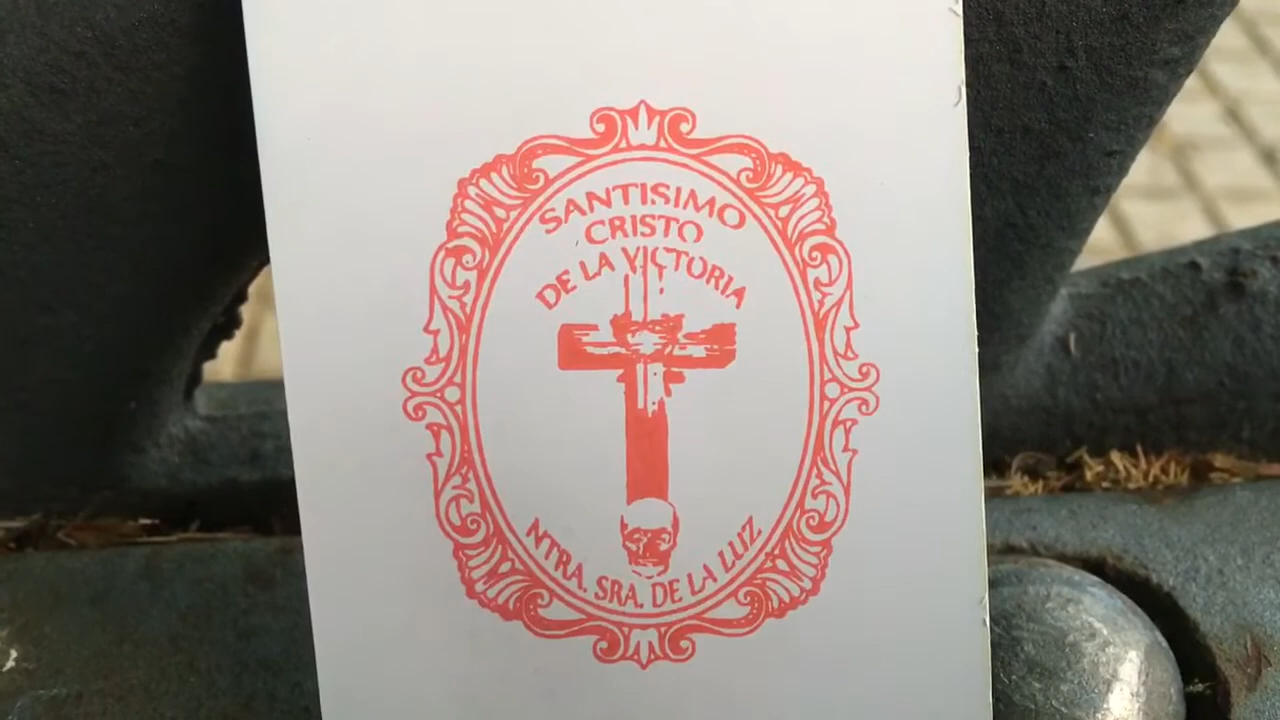 SANTISIMO
CRISTO
DE LA VICTORIA
NTRA. SRA. DE LA LUZ